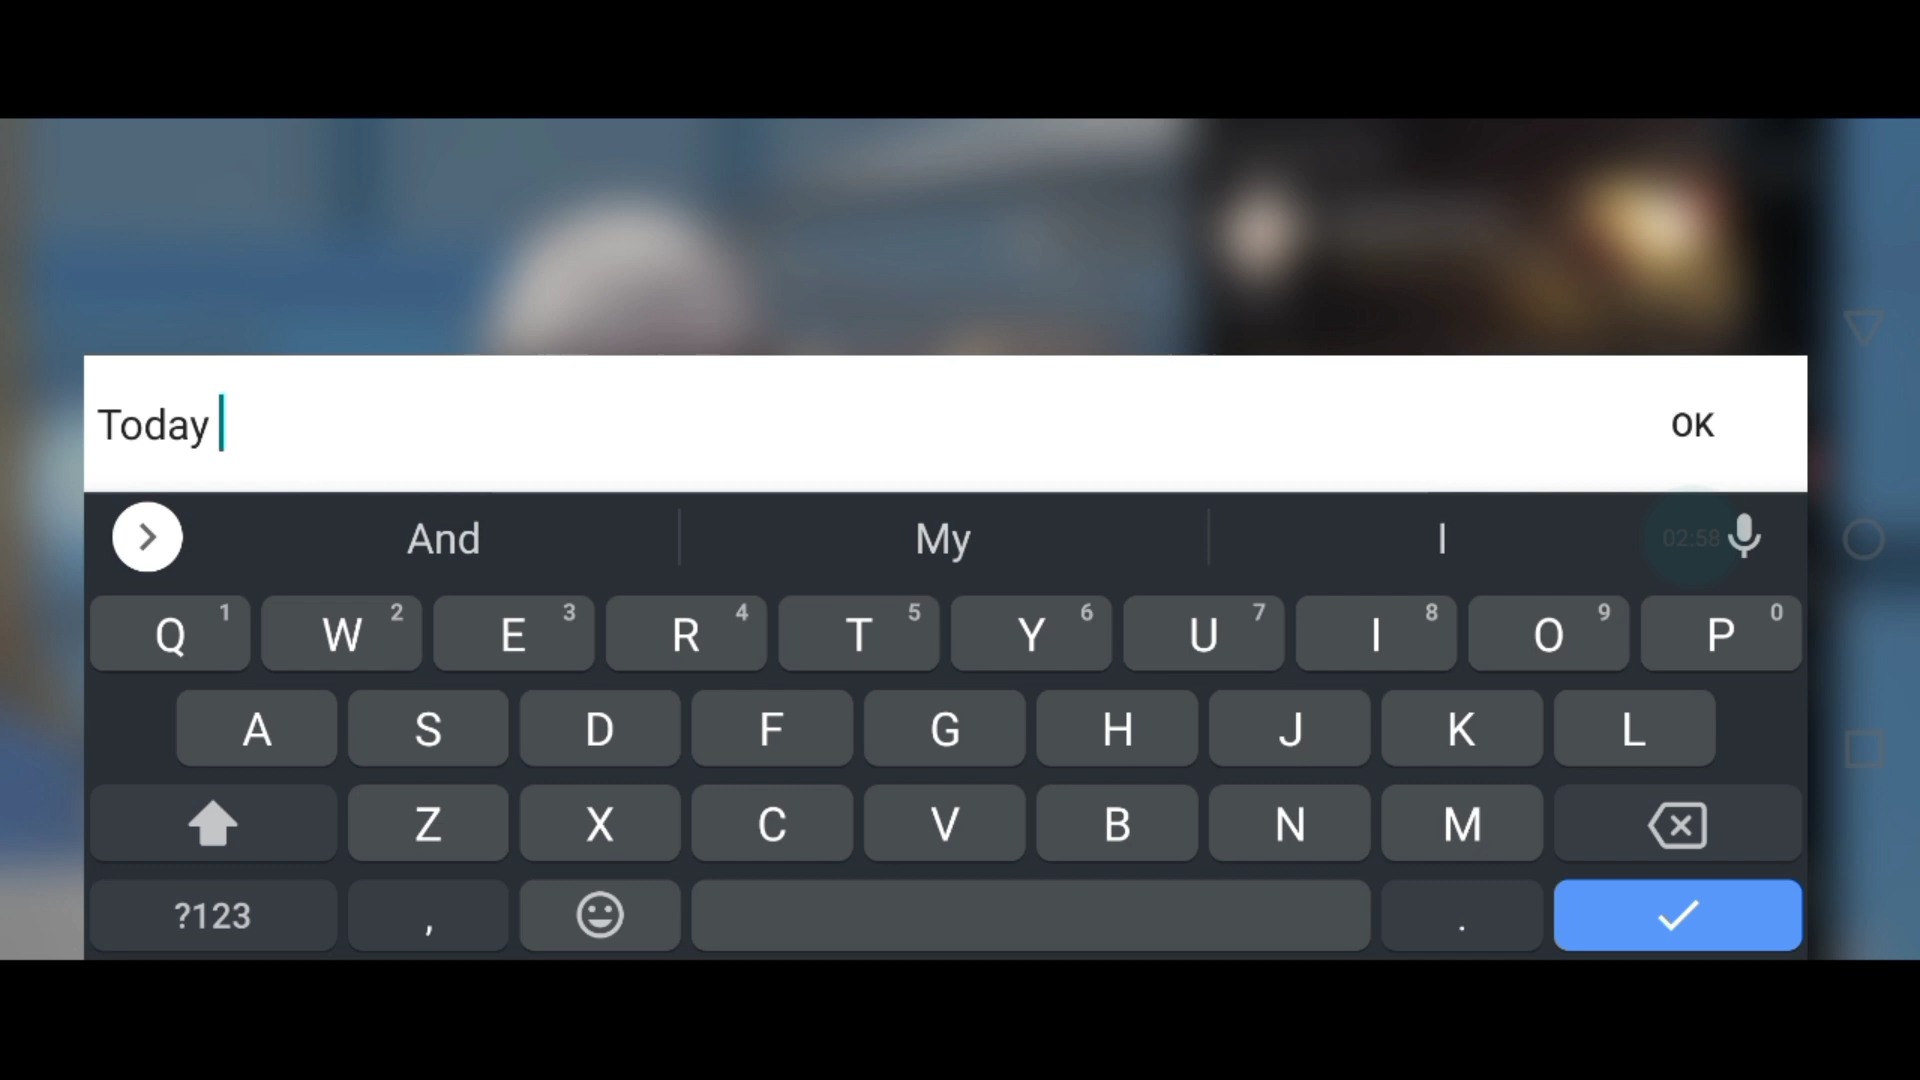 Today
OK
And My I 02:58
Q 1 W 2 E 3 R 4 T 5 Y 6 U 7 I 8 O 9 P 0
A S D F G H J K L
Z X C V B N M
?123 , .